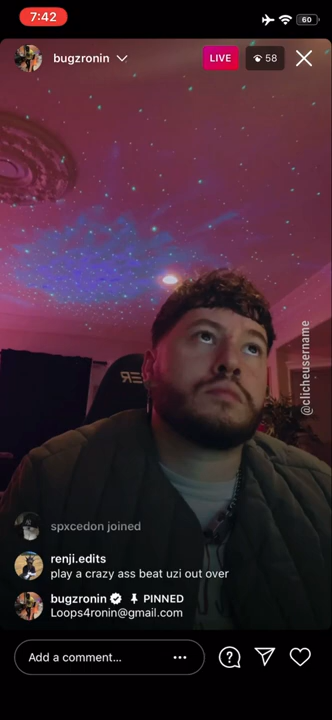 7:42
60
bugzronin
LIVE
58
@clicheusername
spxcedon joined
renji.edits
play a crazy ass beat uzi out over
bugzronin PINNED
Loops4ronin@gmail.com
Add a comment...